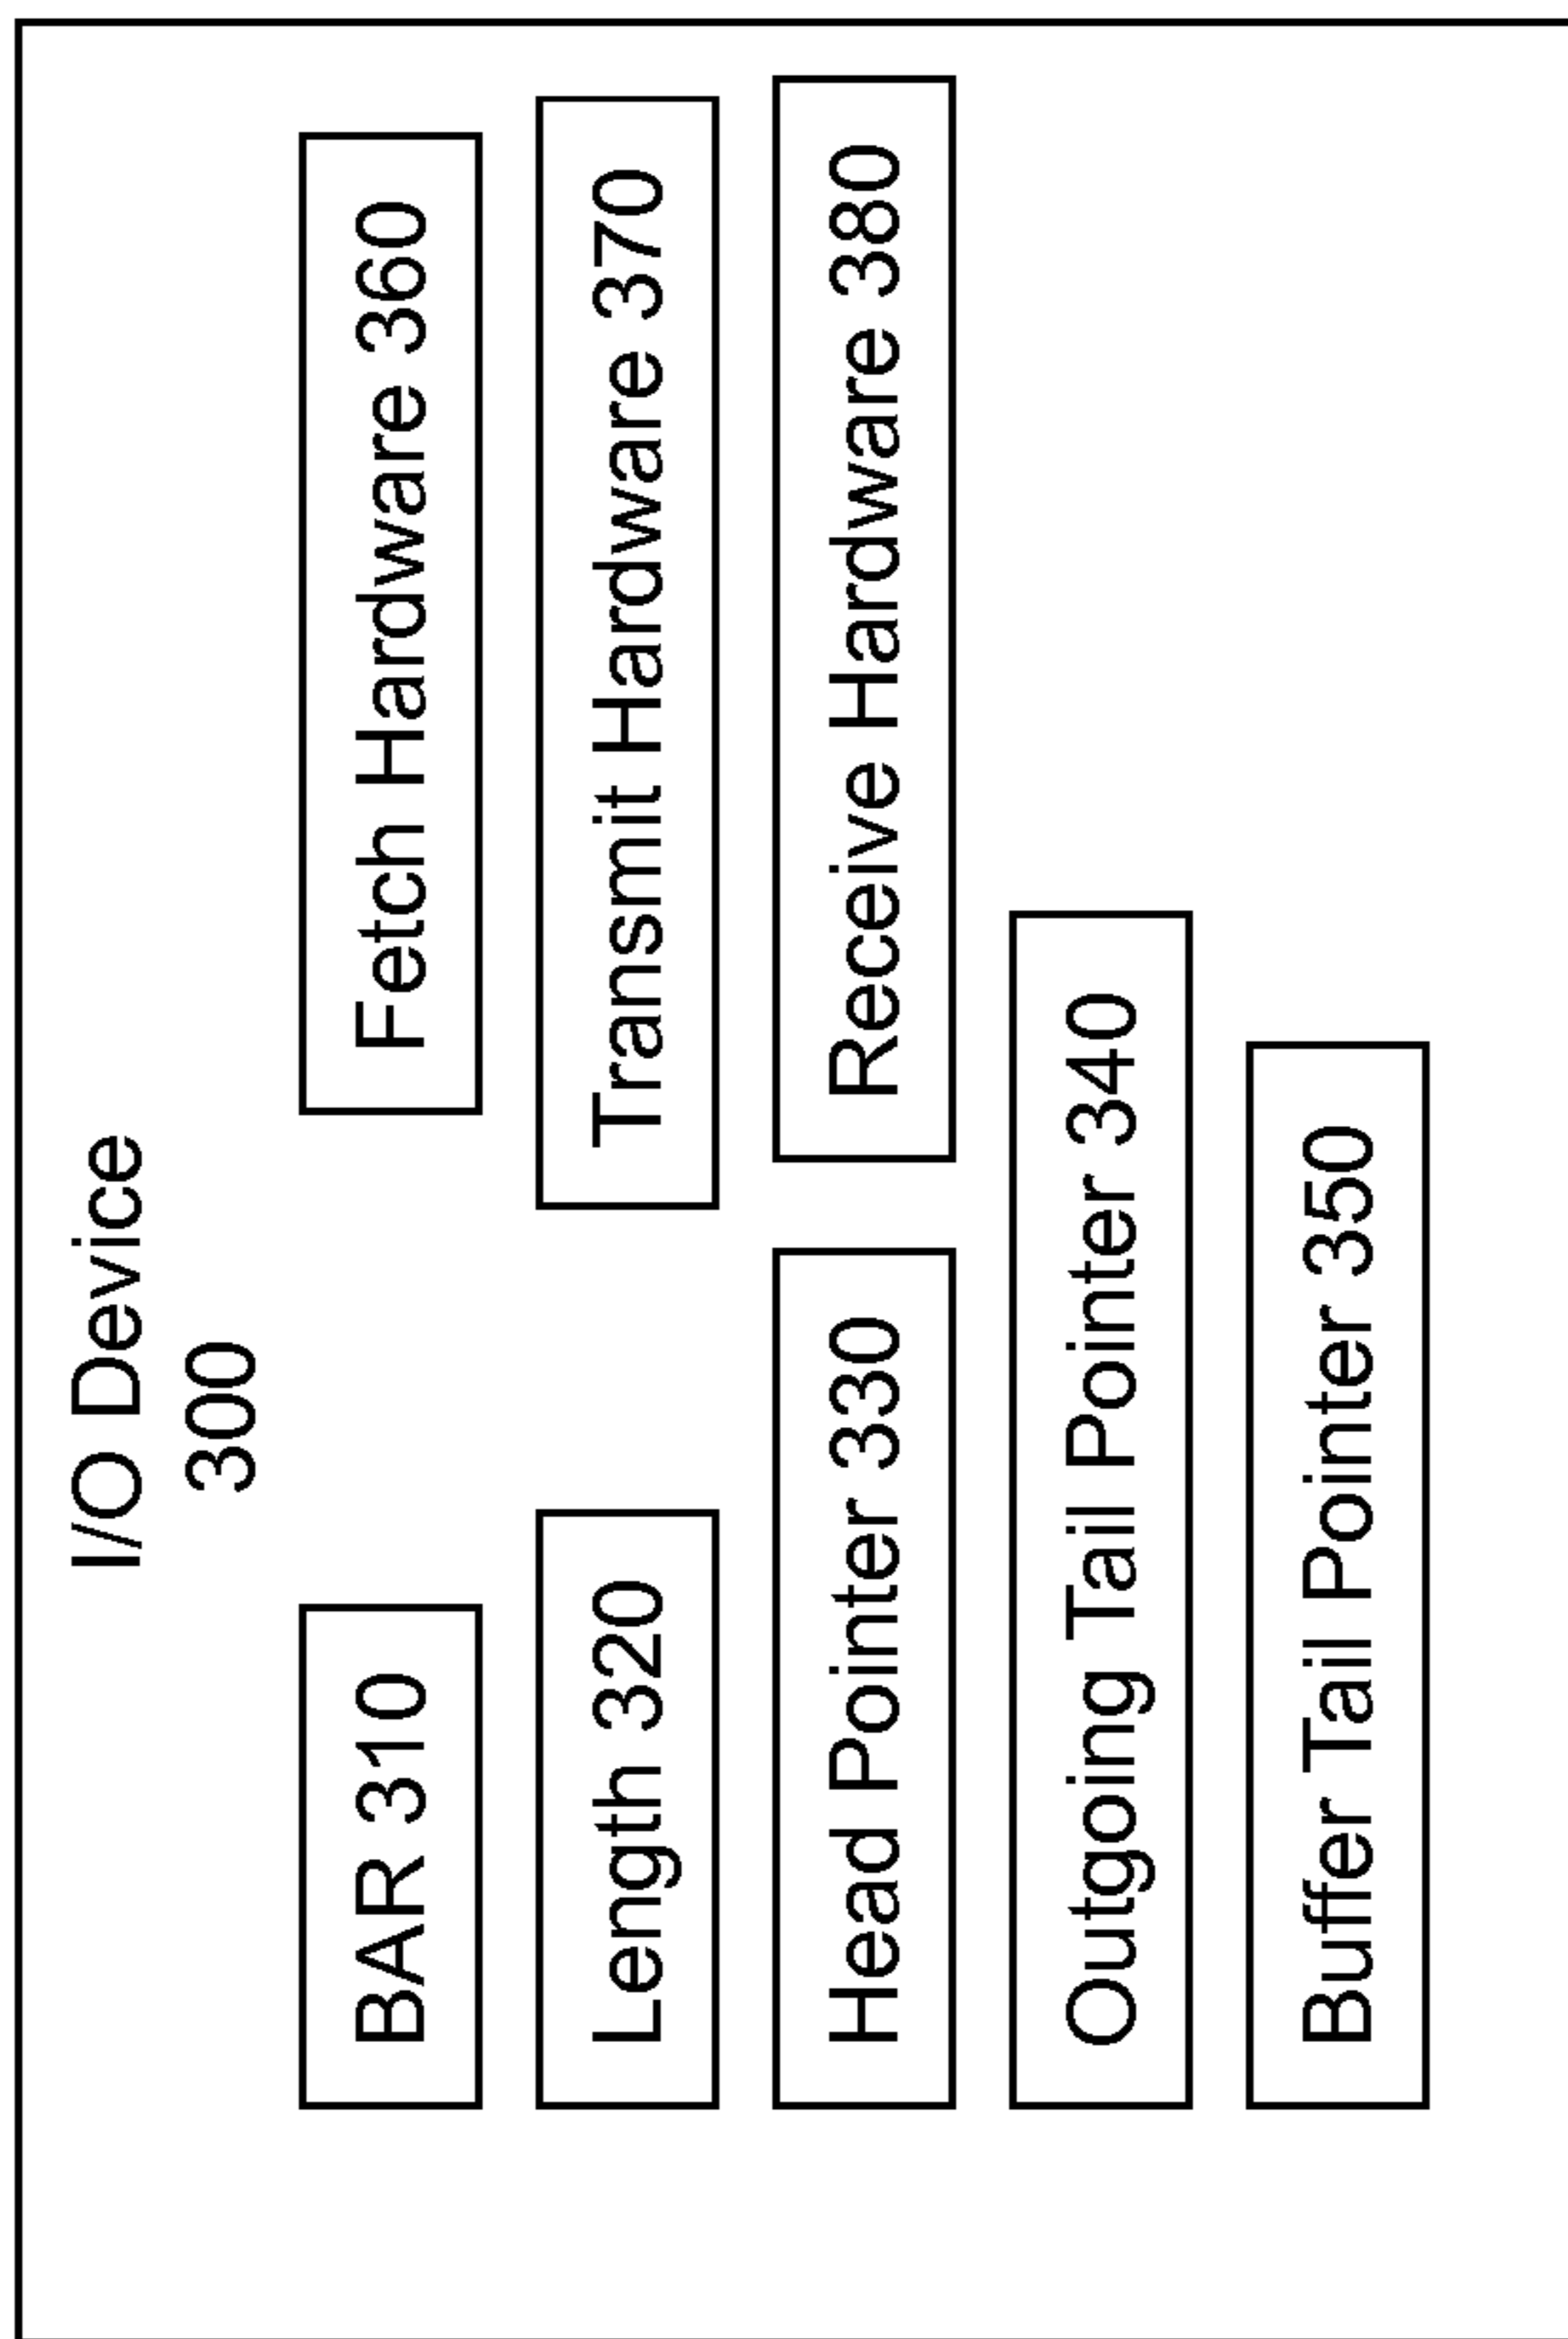 I/O Device
300
BAR 310
Fetch Hardware 360
Length 320
Transmit Hardware 370
Head Pointer 330
Receive Hardware 380
Outgoing Tail Pointer 340
Buffer Tail Pointer 350